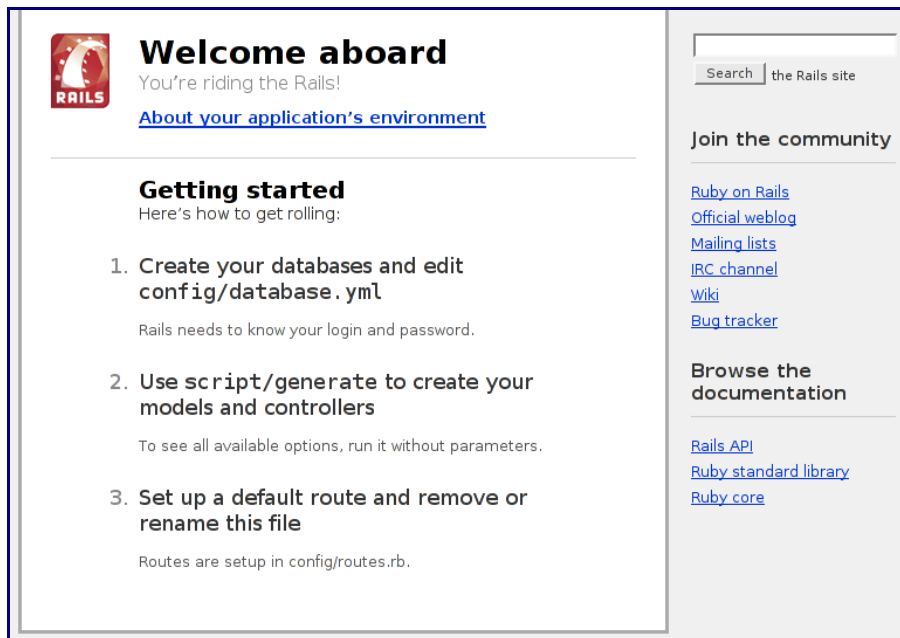 RAILS
Welcome aboard
You're riding the Rails!
About your application's environment
Getting started
Here's how to get rolling:
1. Create your databases and edit
config/database.yml
Rails needs to know your login and password.
2. Use script/generate to create your
models and controllers
To see all available options, run it without parameters.
3. Set up a default route and remove or
rename this file
Routes are setup in config/routes.rb.
Search the Rails site
Join the community
Ruby on Rails
Official weblog
Mailing lists
IRC channel
Wiki
Bug tracker
Browse the
documentation
Rails API
Ruby standard library
Ruby core